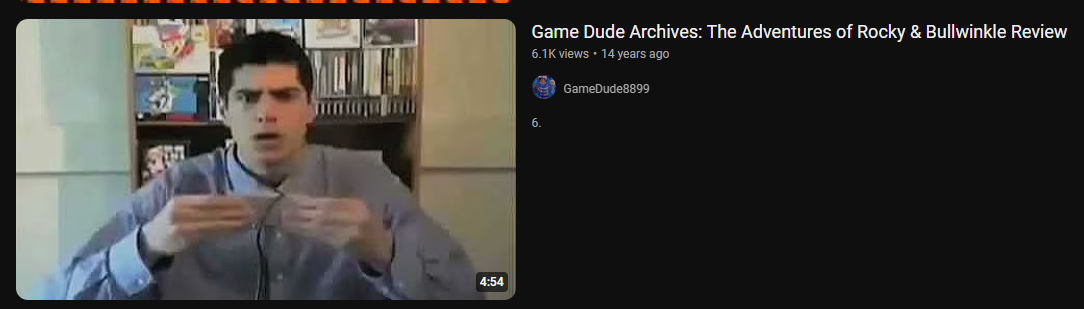 Game Dude Archives: The Adventures of Rocky & Bullwinkle Review
6.1K views • 14 years ago
GameDude8899
6.
4:54